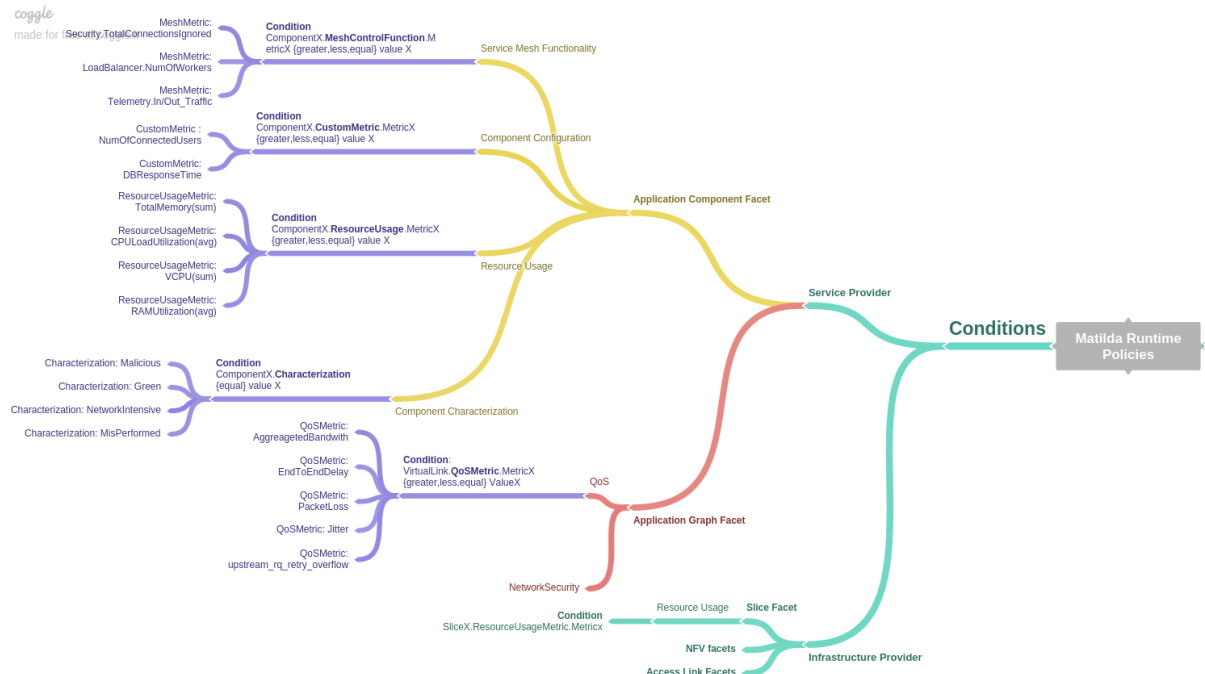 coggle
made for free at coggle.it
MeshMetric:
Security.TotalConnectionsIgnored
MeshMetric:
LoadBalancer.NumOfWorkers
MeshMetric:
Telemetry.In/Out_Traffic
Condition
ComponentX.MeshControlFunction.M
etricX {greater,less,equal} value X
Service Mesh Functionality
CustomMetric :
NumOfConnectedUsers
CustomMetric:
DBResponseTime
Condition
ComponentX.CustomMetric.MetricX
{greater,less,equal} value X
Component Configuration
ResourceUsageMetric:
TotalMemory(sum)
ResourceUsageMetric:
CPULoadUtilization(avg)
ResourceUsageMetric:
VCPU(sum)
ResourceUsageMetric:
RAMUtilization(avg)
Condition
ComponentX.ResourceUsage.MetricX
{greater,less,equal} value X
Resource Usage
Application Component Facet
Service Provider
Conditions
Matilda Runtime
Policies
Characterization: Malicious
Characterization: Green
Characterization: NetworkIntensive
Characterization: MisPerformed
Condition
ComponentX.Characterization
{equal} value X
Component Characterization
QoSMetric:
AggreagetedBandwith
QoSMetric:
EndToEndDelay
QoSMetric:
PacketLoss
QoSMetric: Jitter
QoSMetric:
upstream_rq_retry_overflow
Condition:
VirtualLink.QoSMetric.MetricX
{greater,less,equal} ValueX
QoS
Application Graph Facet
NetworkSecurity
Condition
SliceX.ResourceUsageMetric.Metricx
Resource Usage
Slice Facet
NFV facets
Access Link Facets
Infrastructure Provider